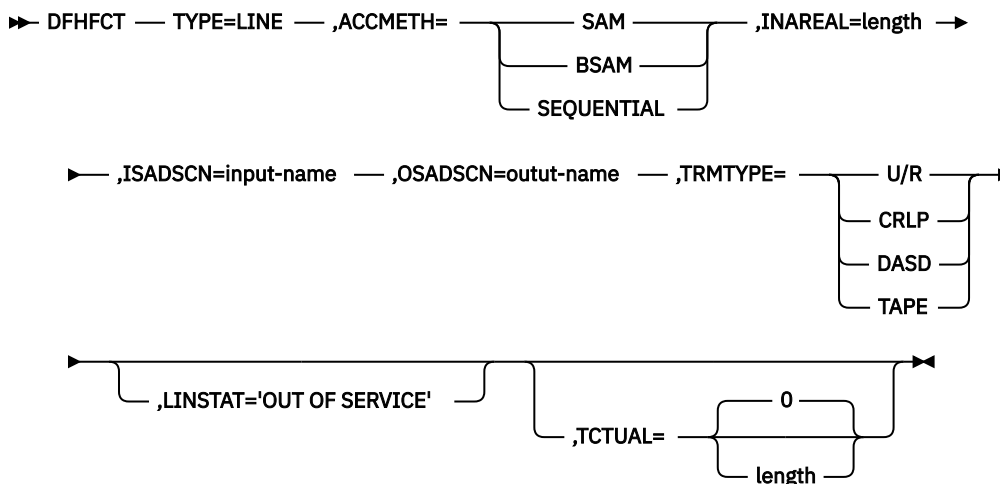 DFHFCT TYPE=LINE ,ACCMETH= SAM ,INAREAL=length
BSAM
SEQUENTIAL
,ISADSCN=input-name ,OSADSCN=outut-name ,TRMTYPE= U/R
CRLP
DASD
TAPE
,LINSTAT='OUT OF SERVICE'
0
,TCTUAL=
length